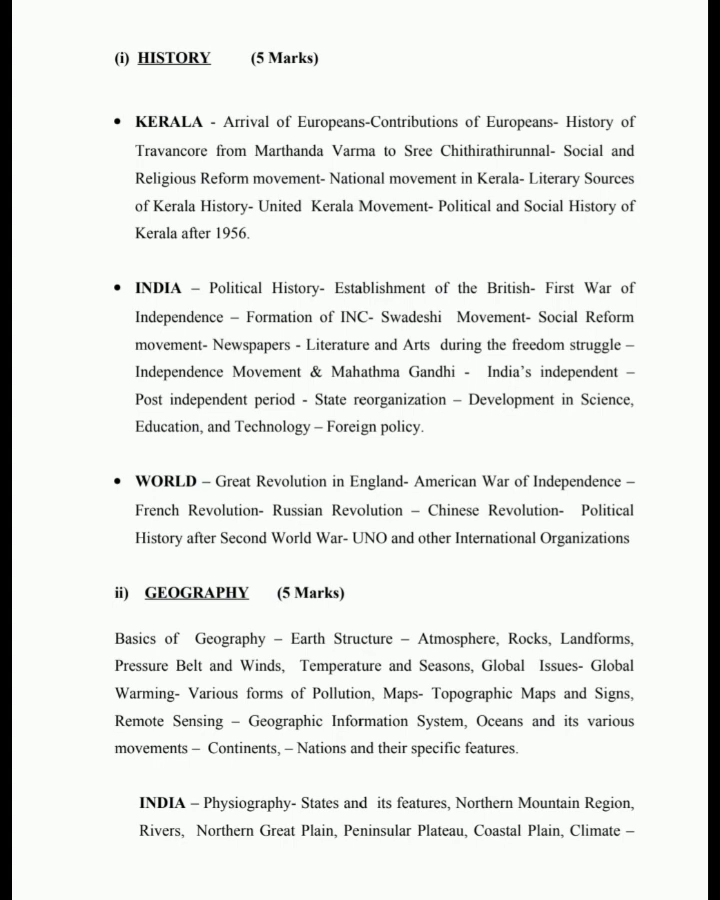 (i) HISTORY (5 Marks)
• KERALA - Arrival of Europeans-Contributions of Europeans- History of
Travancore from Marthanda Varma to Sree Chithirathirunnal- Social and
Religious Reform movement- National movement in Kerala- Literary Sources
of Kerala History- United Kerala Movement- Political and Social History of
Kerala after 1956.
• INDIA – Political History- Establishment of the British- First War of
Independence – Formation of INC- Swadeshi Movement- Social Reform
movement- Newspapers - Literature and Arts during the freedom struggle –
Independence Movement & Mahathma Gandhi - India’s independent –
Post independent period - State reorganization – Development in Science,
Education, and Technology – Foreign policy.
• WORLD – Great Revolution in England- American War of Independence –
French Revolution- Russian Revolution – Chinese Revolution- Political
History after Second World War- UNO and other International Organizations
ii) GEOGRAPHY (5 Marks)
Basics of Geography – Earth Structure – Atmosphere, Rocks, Landforms,
Pressure Belt and Winds, Temperature and Seasons, Global Issues- Global
Warming- Various forms of Pollution, Maps- Topographic Maps and Signs,
Remote Sensing – Geographic Information System, Oceans and its various
movements – Continents, – Nations and their specific features.
INDIA – Physiography- States and its features, Northern Mountain Region,
Rivers, Northern Great Plain, Peninsular Plateau, Coastal Plain, Climate –